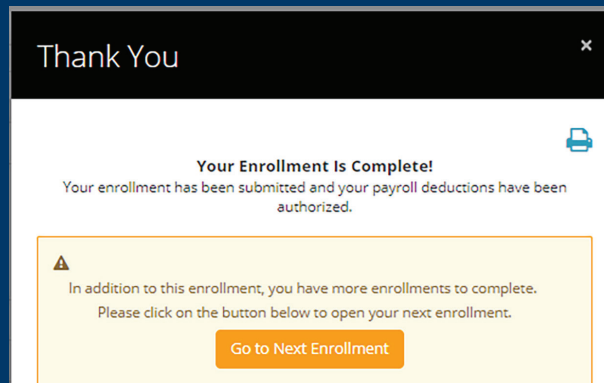 Thank You
×
Your Enrollment Is Complete!
Your enrollment has been submitted and your payroll deductions have been
authorized.
In addition to this enrollment, you have more enrollments to complete.
Please click on the button below to open your next enrollment.
Go to Next Enrollment